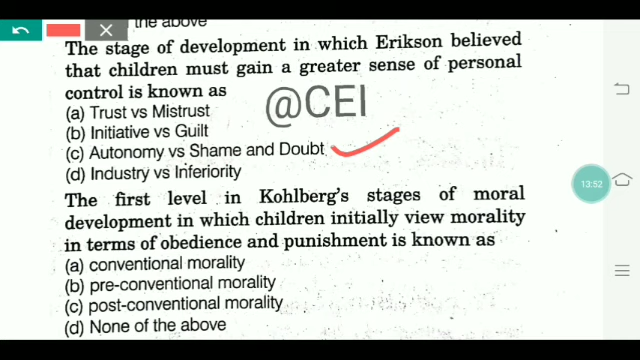 the above
The stage of development in which Erikson believed
that children must gain a greater sense of personal
control is known as
@CEI
(a) Trust vs Mistrust
(b) Initiative vs Guilt
(c) Autonomy vs Shame and Doubt
(d) Industry vs Inferiority
13:52
The first level in Kohlberg's stages of moral
development in which children initially view morality
in terms of obedience and punishment is known as
(a) conventional morality
(b) pre-conventional morality
(c) post-conventional morality
(d) None of the above